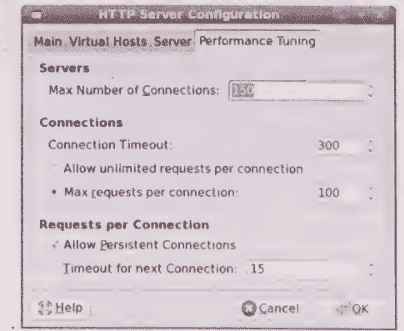 HTTP Server Configuration
Main Virtual Hosts Server Performance Tuning
Servers
Max Number of Connections: 150
Connections
Connection Timeout: 300
Allow unlimited requests per connection
Max requests per connection: 100
Requests per Connection
Allow Persistent Connections
Timeout for next Connection: 15
Help Cancel OK